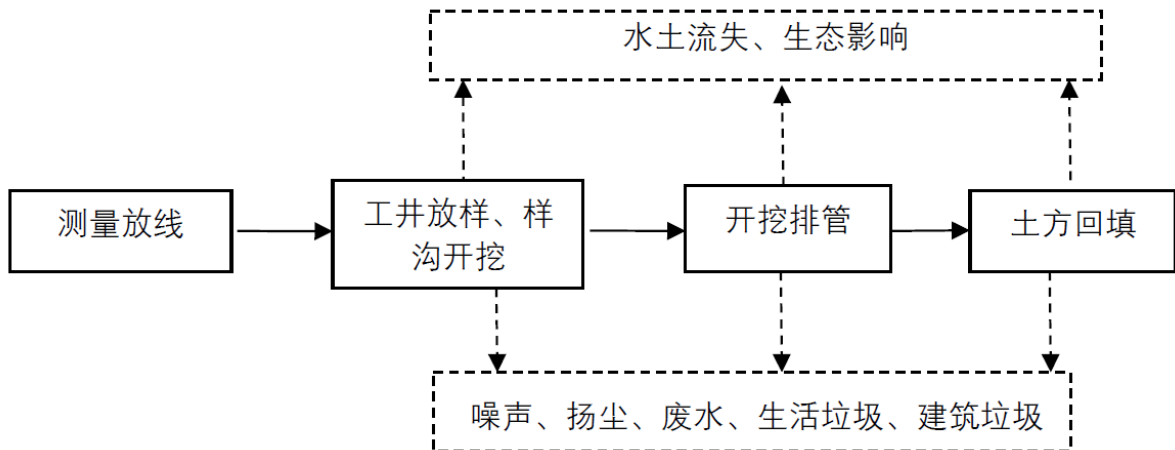 水土流失、生态影响
测量放线
工井放样、样
沟开挖
开挖排管
土方回填
噪声、扬尘、废水、生活垃圾、建筑垃圾